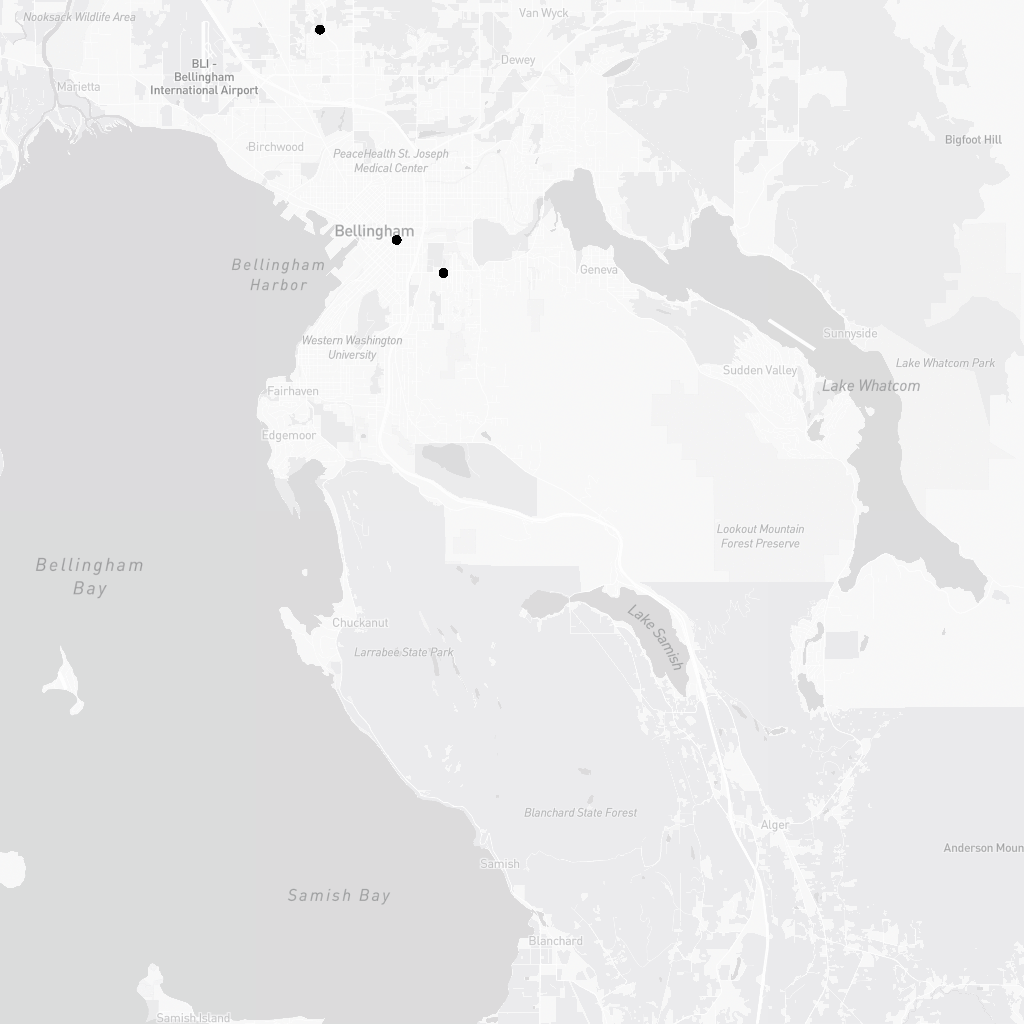 Nooksack Wildlife Area
Van Wyck
BLI -
Bellingham
International Airport
Dewey
Marietta
Bigfoot Hill
Birchwood
PeaceHealth St. Joseph
Medical Center
Bellingham
Bellingham
Harbor
Geneva
Western Washington
University
Sunnyside
Lake Whatcom Park
Sudden Valley
Lake Whatcom
Fairhaven
Edgemoor
Lookout Mountain
Forest Preserve
Bellingham
Bay
Chuckanut
Lake Samish
Larrabee State Park
Blanchard State Forest
Alger
Anderson Moun
Samish
Samish Bay
Blanchard
Samish Island